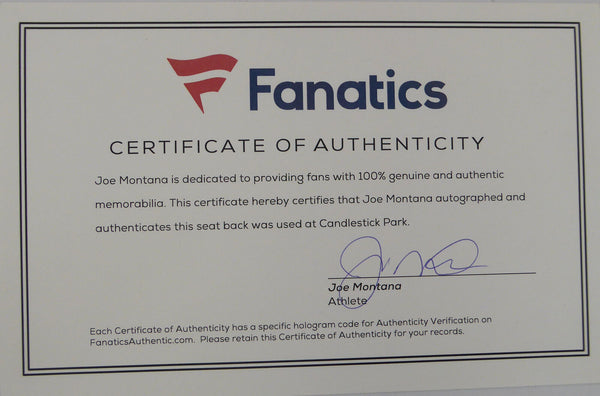 Fanatics
CERTIFICATE OF AUTHENTICITY
Joe Montana is dedicated to providing fans with 100% genuine and authentic
memorabilia. This certificate hereby certifies that Joe Montana autographed and
authenticates this seat back was used at Candlestick Park.
Joe Montana
Athlete
Each Certificate of Authenticity has a specific hologram code for Authenticity Verification on
FanaticsAuthentic.com. Please retain this Certificate of Authenticity for your records.